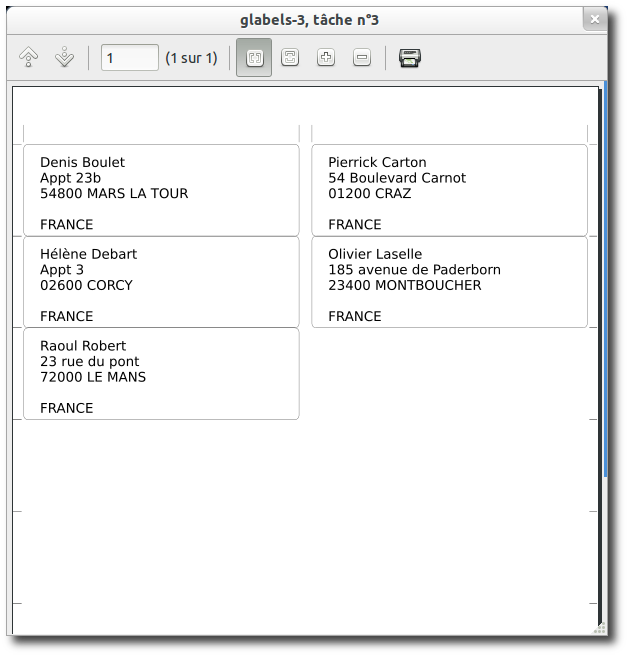 glabels-3, tâche n°3
1 (1 sur 1)
Denis Boulet
Appt 23b
54800 MARS LA TOUR
FRANCE
Pierrick Carton
54 Boulevard Carnot
01200 CRAZ
FRANCE
Hélène Debart
Appt 3
02600 CORCY
FRANCE
Olivier Laselle
185 avenue de Paderborn
23400 MONTBOUCHER
FRANCE
Raoul Robert
23 rue du pont
72000 LE MANS
FRANCE